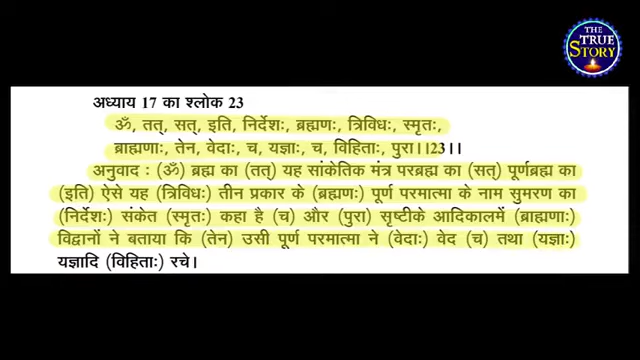 THE
TRUE
STORY
अध्याय 17 का श्लोक 23
ॐ, तत्, सत्, इति, निर्देशः, ब्रह्मणः, त्रिविधः, स्मृतः,
ब्राह्मणाः, तेन, वेदाः, च, यज्ञाः, च, विहिताः, पुरा।।23।।
अनुवाद : (ॐ) ब्रह्म का (तत्) यह सांकेतिक मंत्र परब्रह्म का (सत्) पूर्णब्रह्म का
(इति) ऐसे यह (त्रिविधः) तीन प्रकार के (ब्रह्मणः) पूर्ण परमात्मा के नाम सुमरण का
(निर्देशः) संकेत (स्मृतः) कहा है (च) और (पुरा) सृष्टीके आदिकालमें (ब्राह्मणाः)
विद्वानों ने बताया कि (तेन) उसी पूर्ण परमात्मा ने (वेदाः) वेद (च) तथा (यज्ञाः)
यज्ञादि (विहिताः) रचे।